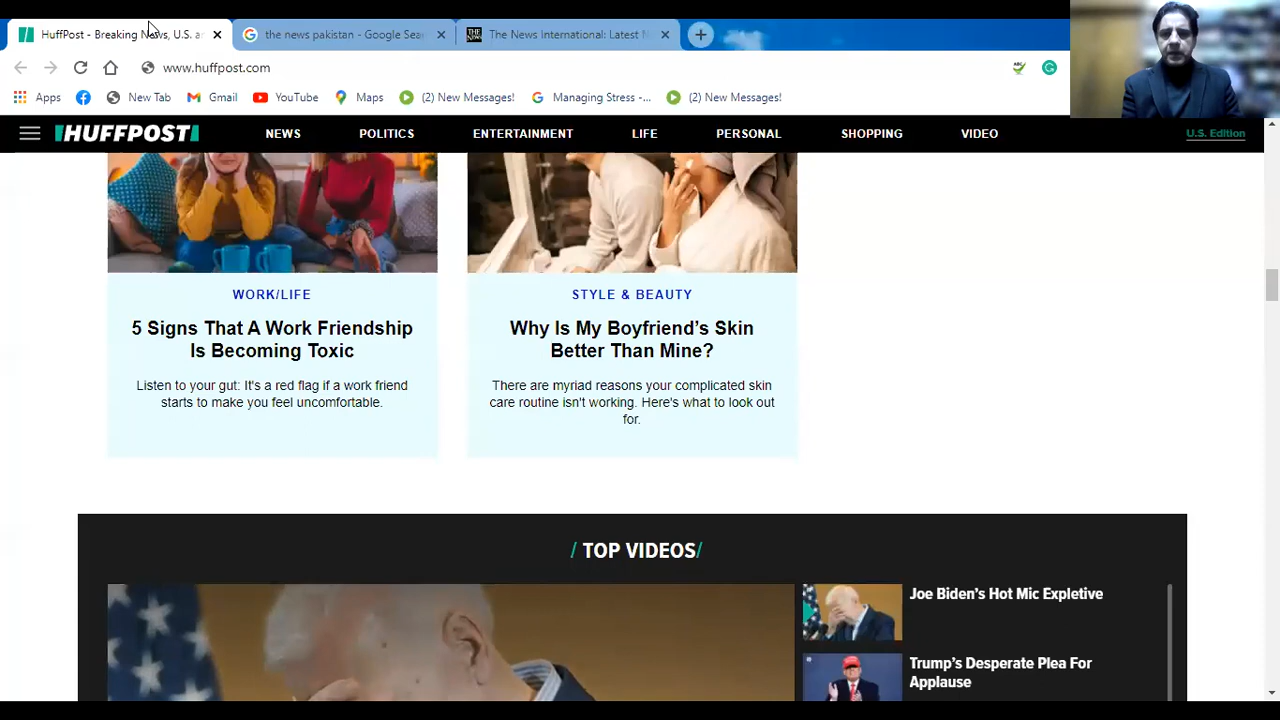 HuffPost - Breaking News, U.S. a
the news pakistan - Google Sea
THE NEWS
The News International: Latest N
www.huffpost.com
ABC
Apps
New Tab
Gmail
YouTube
Maps
(2) New Messages!
Managing Stress -...
(2) New Messages!
HUFFPOST
NEWS
POLITICS
ENTERTAINMENT
LIFE
PERSONAL
SHOPPING
VIDEO
U.S. Edition
WORK/LIFE
5 Signs That A Work Friendship
Is Becoming Toxic
Listen to your gut: It's a red flag if a work friend
starts to make you feel uncomfortable.
STYLE & BEAUTY
Why Is My Boyfriend’s Skin
Better Than Mine?
There are myriad reasons your complicated skin
care routine isn't working. Here's what to look out
for.
/ TOP VIDEOS/
Joe Biden’s Hot Mic Expletive
Trump’s Desperate Plea For
Applause